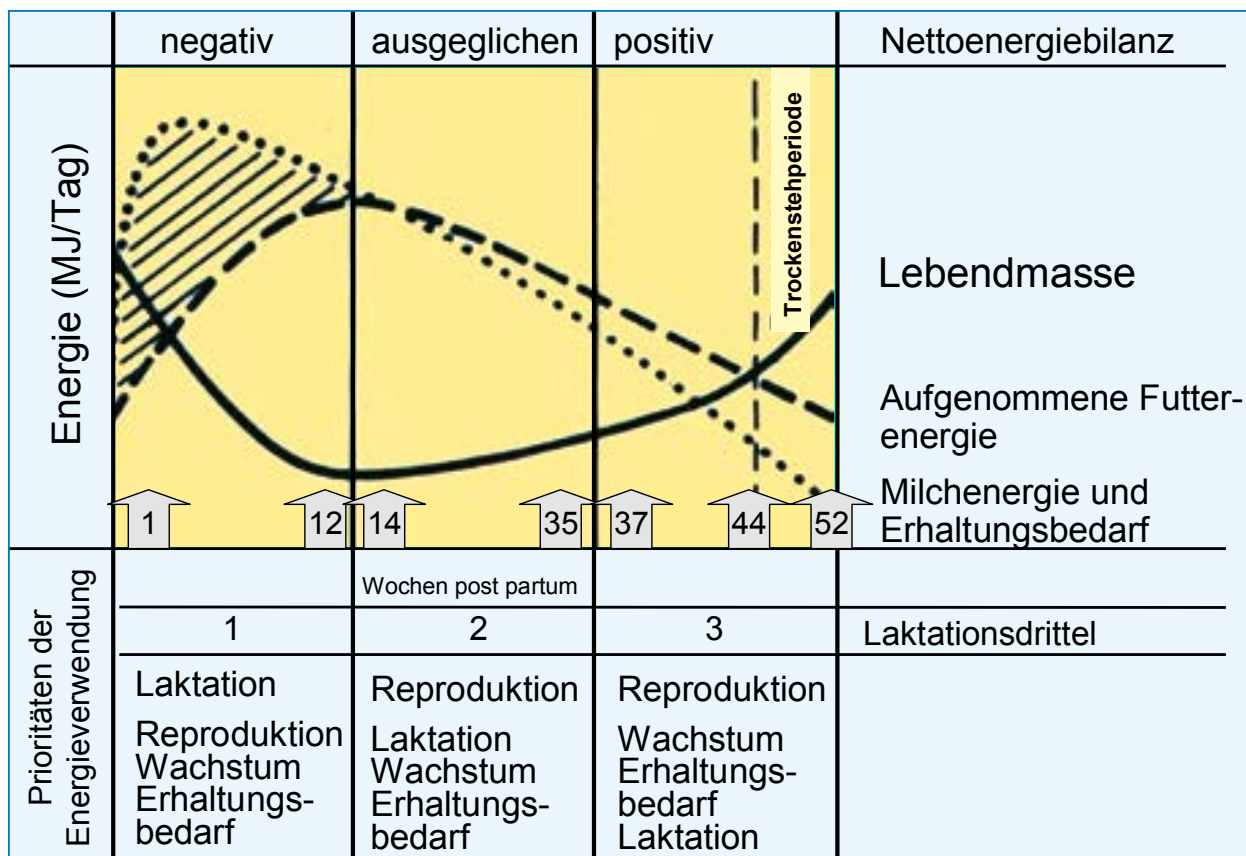 negativ
ausgeglichen
positiv
Nettoenergiebilanz
Energie (MJ/Tag)
Trockenstehperiode
Lebendmasse
Aufgenommene Futter-
energie
Milchenergie und
Erhaltungsbedarf
1
12
14
35
37
44
52
Wochen post partum
1
2
3
Laktationsdrittel
Prioritäten der
Energieverwendung
Laktation
Reproduktion
Wachstum
Erhaltungs-
bedarf
Reproduktion
Laktation
Wachstum
Erhaltungs-
bedarf
Reproduktion
Wachstum
Erhaltungs-
bedarf
Laktation